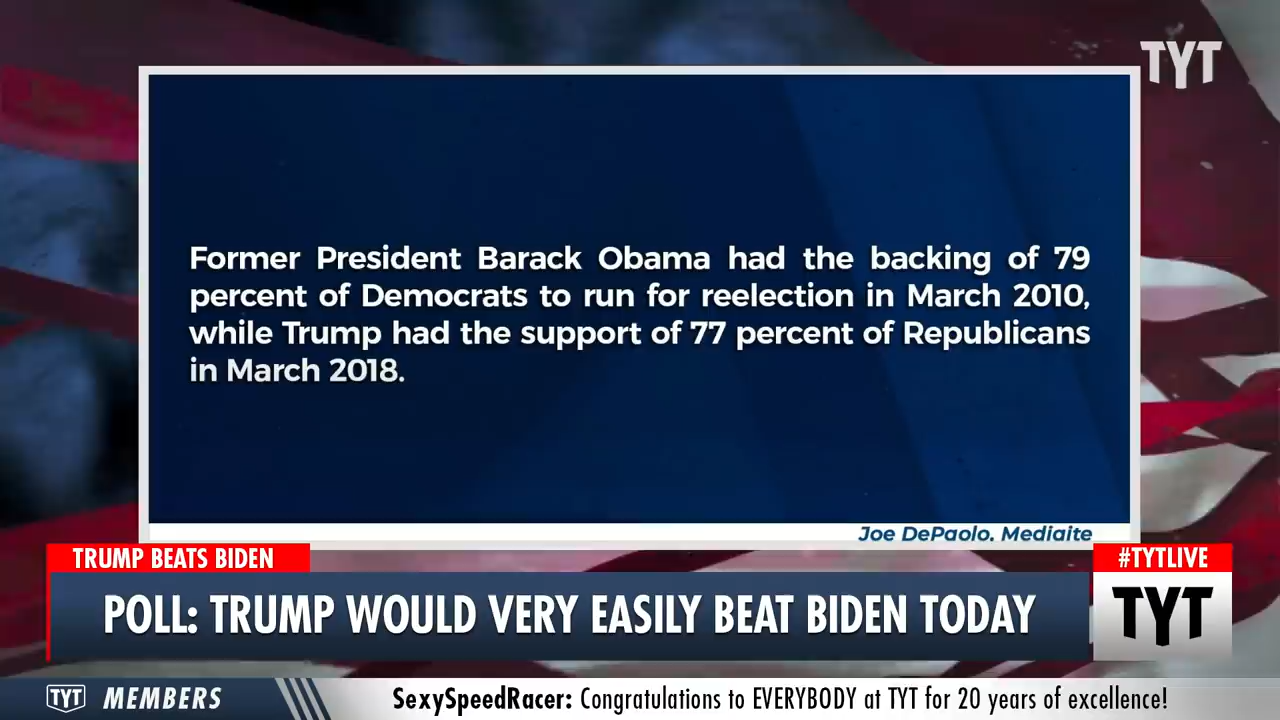 TYT
Former President Barack Obama had the backing of 79
percent of Democrats to run for reelection in March 2010,
while Trump had the support of 77 percent of Republicans
in March 2018.
Joe DePaolo, Mediaite
TRUMP BEATS BIDEN
#TYTLIVE
POLL: TRUMP WOULD VERY EASILY BEAT BIDEN TODAY
TYT
TYT MEMBERS
SexySpeedRacer: Congratulations to EVERYBODY at TYT for 20 years of excellence!